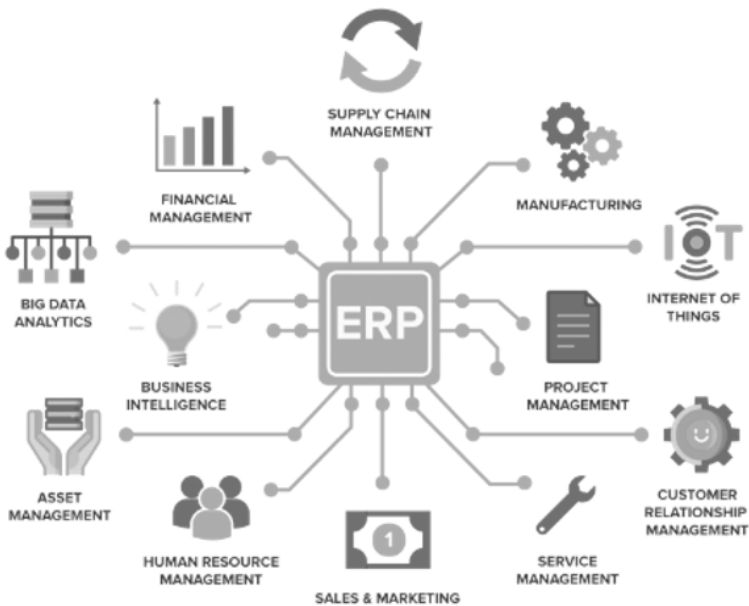 SUPPLY CHAIN
MANAGEMENT
FINANCIAL
MANAGEMENT
MANUFACTURING
IOT
BIG DATA
ANALYTICS
INTERNET OF
THINGS
ERP
BUSINESS
INTELLIGENCE
PROJECT
MANAGEMENT
ASSET
MANAGEMENT
CUSTOMER
RELATIONSHIP
MANAGEMENT
HUMAN RESOURCE
MANAGEMENT
1
SERVICE
MANAGEMENT
SALES & MARKETING